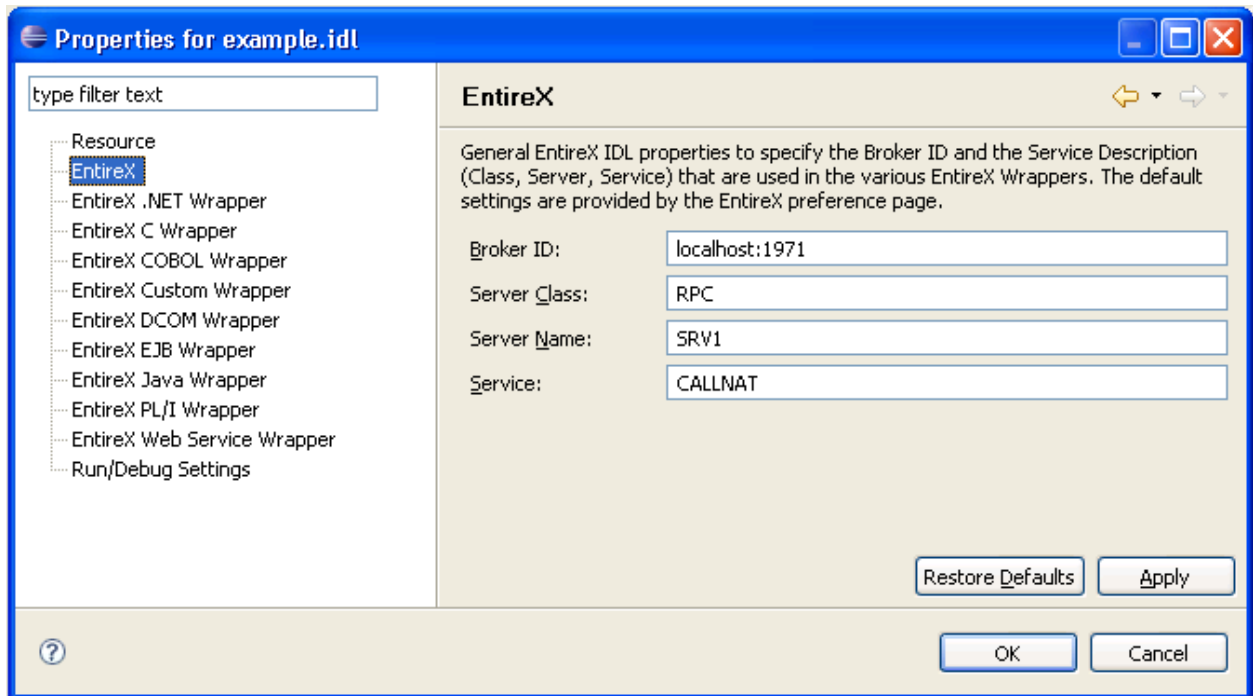 Properties for example.idl
type filter text
Resource
EntireX
EntireX .NET Wrapper
EntireX C Wrapper
EntireX COBOL Wrapper
EntireX Custom Wrapper
EntireX DCOM Wrapper
EntireX EJB Wrapper
EntireX Java Wrapper
EntireX PL/I Wrapper
EntireX Web Service Wrapper
Run/Debug Settings
EntireX
General EntireX IDL properties to specify the Broker ID and the Service Description
(Class, Server, Service) that are used in the various EntireX Wrappers. The default
settings are provided by the EntireX preference page.
Broker ID: localhost:1971
Server Class: RPC
Server Name: SRV1
Service: CALLNAT
Restore Defaults Apply
? OK Cancel